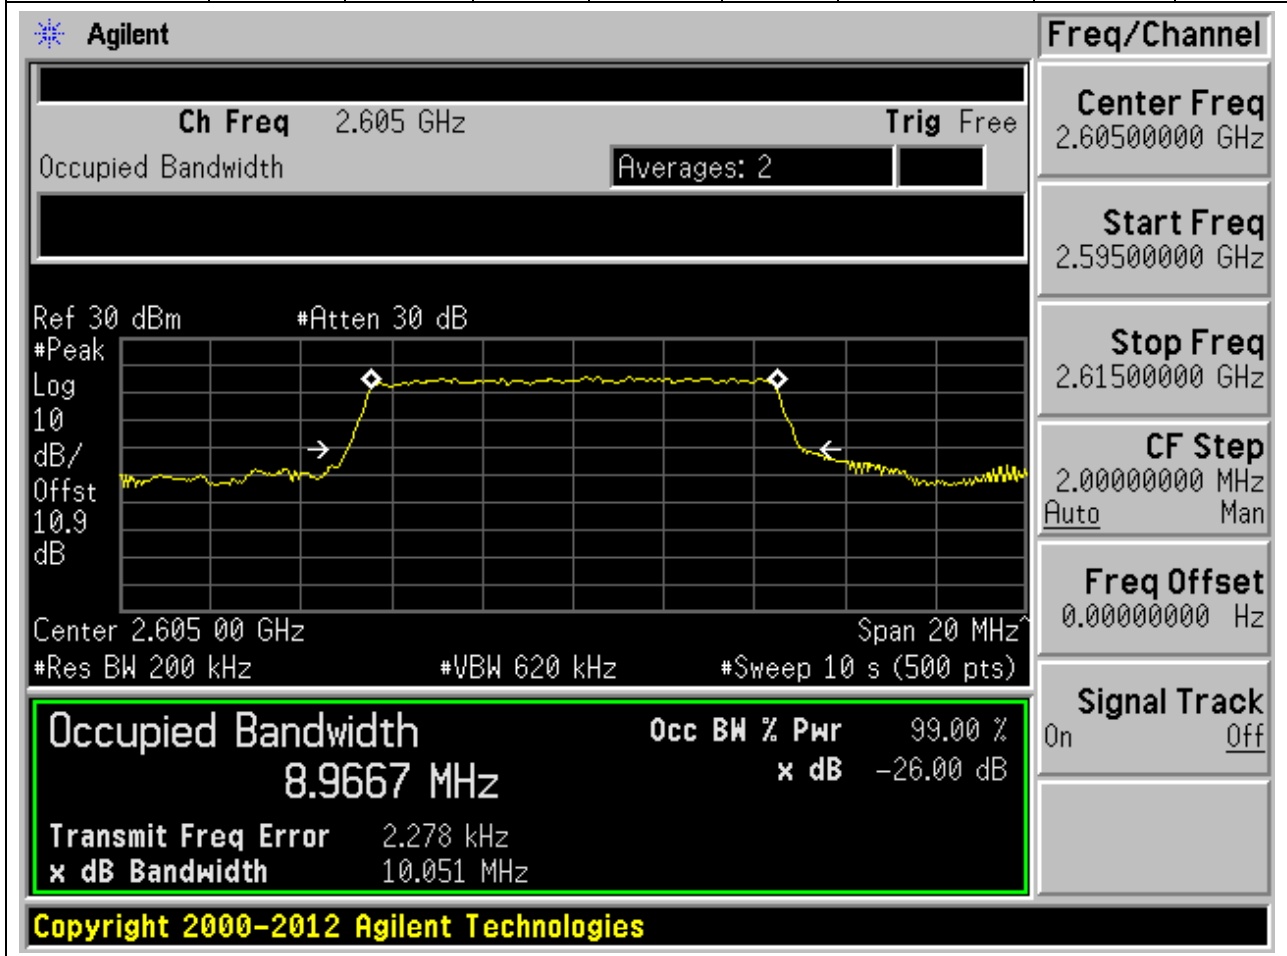 Agilent
Freq/Channel
Ch Freq 2.605 GHz Trig Free
Occupied Bandwidth Averages: 2
Center Freq
2.60500000 GHz
Start Freq
2.59500000 GHz
Stop Freq
2.61500000 GHz
CF Step
2.00000000 MHz
Auto Man
Freq Offset
0.00000000 Hz
Signal Track
On Off
Ref 30 dBm #Atten 30 dB
#Peak
Log
10
dB/
Offst
10.9
dB
Center 2.605 00 GHz Span 20 MHz^
#Res BW 200 kHz #VBW 620 kHz #Sweep 10 s (500 pts)
Occupied Bandwidth Occ BW % Pwr 99.00 %
8.9667 MHz x dB -26.00 dB
Transmit Freq Error 2.278 kHz
x dB Bandwidth 10.051 MHz
Copyright 2000-2012 Agilent Technologies